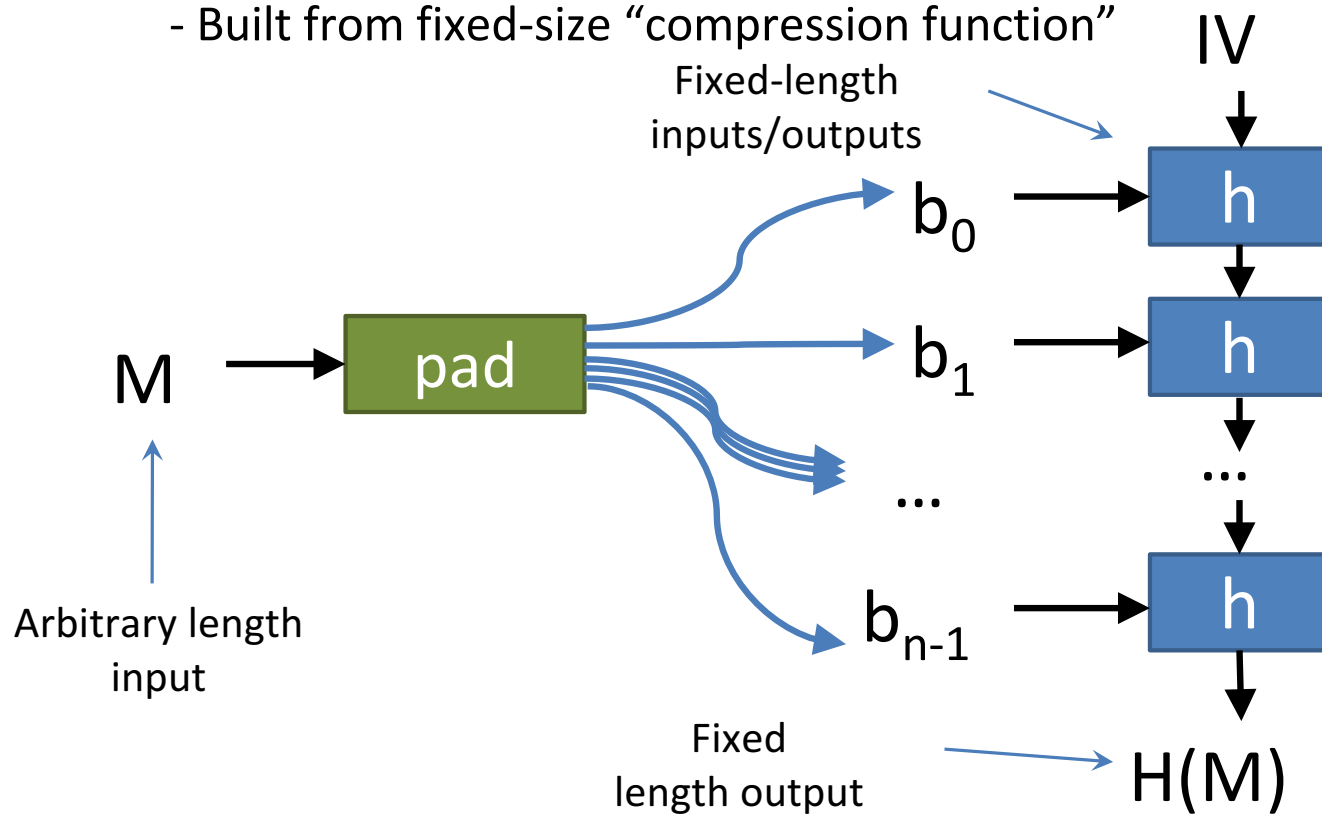 - Built from fixed-size “compression function”
IV
Fixed-length
inputs/outputs
b0
h
b1
h
M
pad
...
...
bn-1
h
Arbitrary length
input
Fixed
length output
H(M)